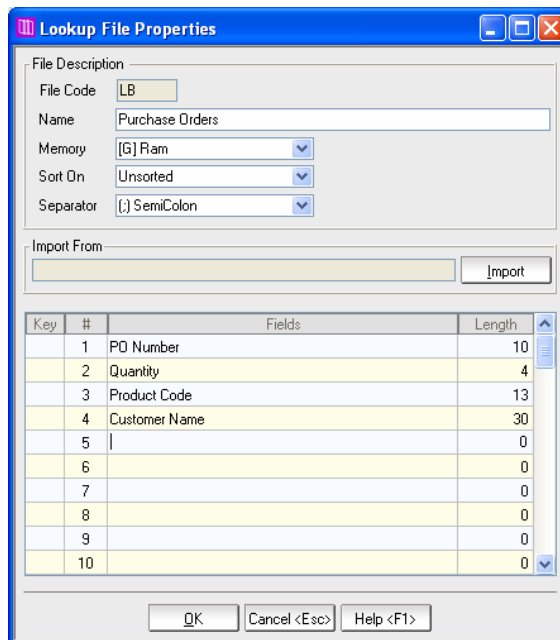 Lookup File Properties
File Description
File Code LB
Name Purchase Orders
Memory [G] Ram
Sort On Unsorted
Separator (;) SemiColon
Import From
Import
Key # Fields Length
1 PO Number 10
2 Quantity 4
3 Product Code 13
4 Customer Name 30
5 0
6 0
7 0
8 0
9 0
10 0
OK Cancel <Esc> Help <F1>